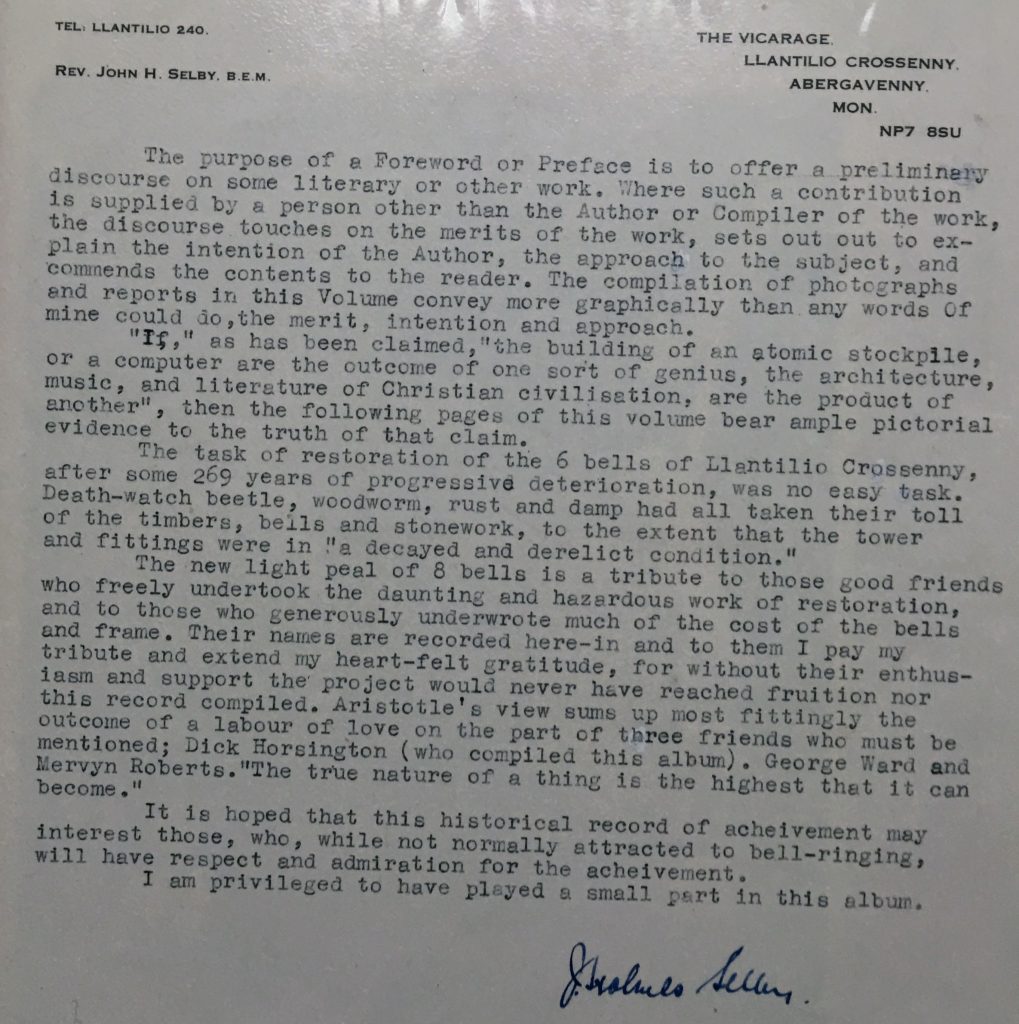 TEL: LLANTILIO 240.
REV. JOHN H. SELBY. B.E.M.
THE VICARAGE.
LLANTILIO CROSSENNY.
ABERGAVENNY.
MON.
NP7 8SU
The purpose of a Foreword or Preface is to offer a preliminary
discourse on some literary or other work. Where such a contribution
is supplied by a person other than the Author or Compiler of the work,
the discourse touches on the merits of the work, sets out out to ex-
plain the intention of the Author, the approach to the subject, and
commends the contents to the reader. The compilation of photographs
and reports in this Volume convey more graphically than any words Of
mine could do,the merit, intention and approach.
"If," as has been claimed,"the building of an atomic stockpile,
or a computer are the outcome of one sort of genius, the architecture,
music, and literature of Christian civilisation, are the product of
another", then the following pages of this volume bear ample pictorial
evidence to the truth of that claim.
The task of restoration of the 6 bells of Llantilio Crossenny,
after some 269 years of progressive deterioration, was no easy task.
Death-watch beetle, woodworm, rust and damp had all taken their toll
of the timbers, bells and stonework, to the extent that the tower
and fittings were in "a decayed and derelict condition."
The new light peal of 8 bells is a tribute to those good friends
who freely undertook the daunting and hazardous work of restoration,
and to those who generously underwrote much of the cost of the bells
and frame. Their names are recorded here-in and to them I pay my
tribute and extend my heart-felt gratitude, for without their enthus-
iasm and support the project would never have reached fruition nor
this record compiled. Aristotle's view sums up most fittingly the
outcome of a labour of love on the part of three friends who must be
mentioned; Dick Horsington (who compiled this album). George Ward and
Mervyn Roberts."The true nature of a thing is the highest that it can
become."
It is hoped that this historical record of acheivement may
interest those, who, while not normally attracted to bell-ringing,
will have respect and admiration for the acheivement.
I am privileged to have played a small part in this album.
J. Holmes Selby.